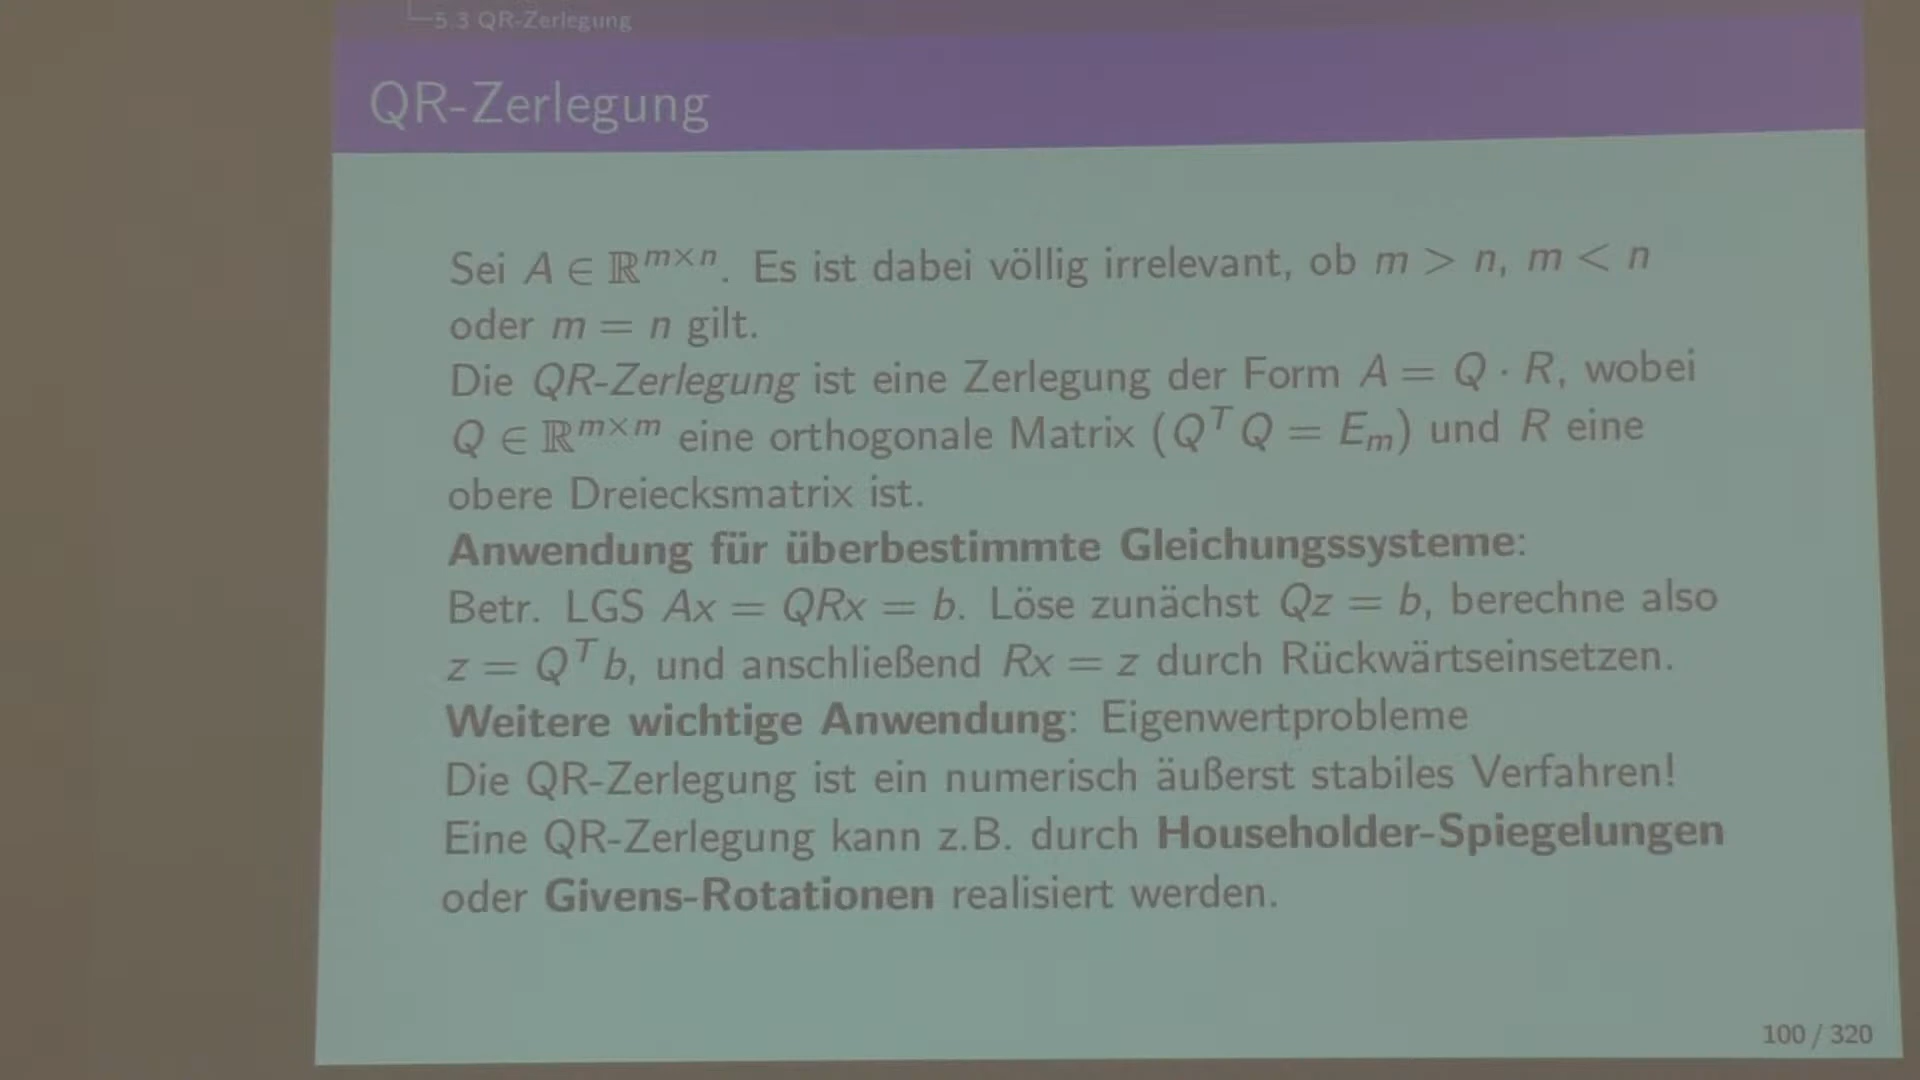 5.3 QR-Zerlegung
QR-Zerlegung
Sei A ∈ ℝ^{m×n}. Es ist dabei völlig irrelevant, ob m > n, m < n
oder m = n gilt.
Die QR-Zerlegung ist eine Zerlegung der Form A = Q · R, wobei
Q ∈ ℝ^{m×m} eine orthogonale Matrix (Q^T Q = E_m) und R eine
obere Dreiecksmatrix ist.
Anwendung für überbestimmte Gleichungssysteme:
Betr. LGS Ax = QRx = b. Löse zunächst Qz = b, berechne also
z = Q^T b, und anschließend Rx = z durch Rückwärtseinsetzen.
Weitere wichtige Anwendung: Eigenwertprobleme
Die QR-Zerlegung ist ein numerisch äußerst stabiles Verfahren!
Eine QR-Zerlegung kann z.B. durch Householder-Spiegelungen
oder Givens-Rotationen realisiert werden.
100 / 320